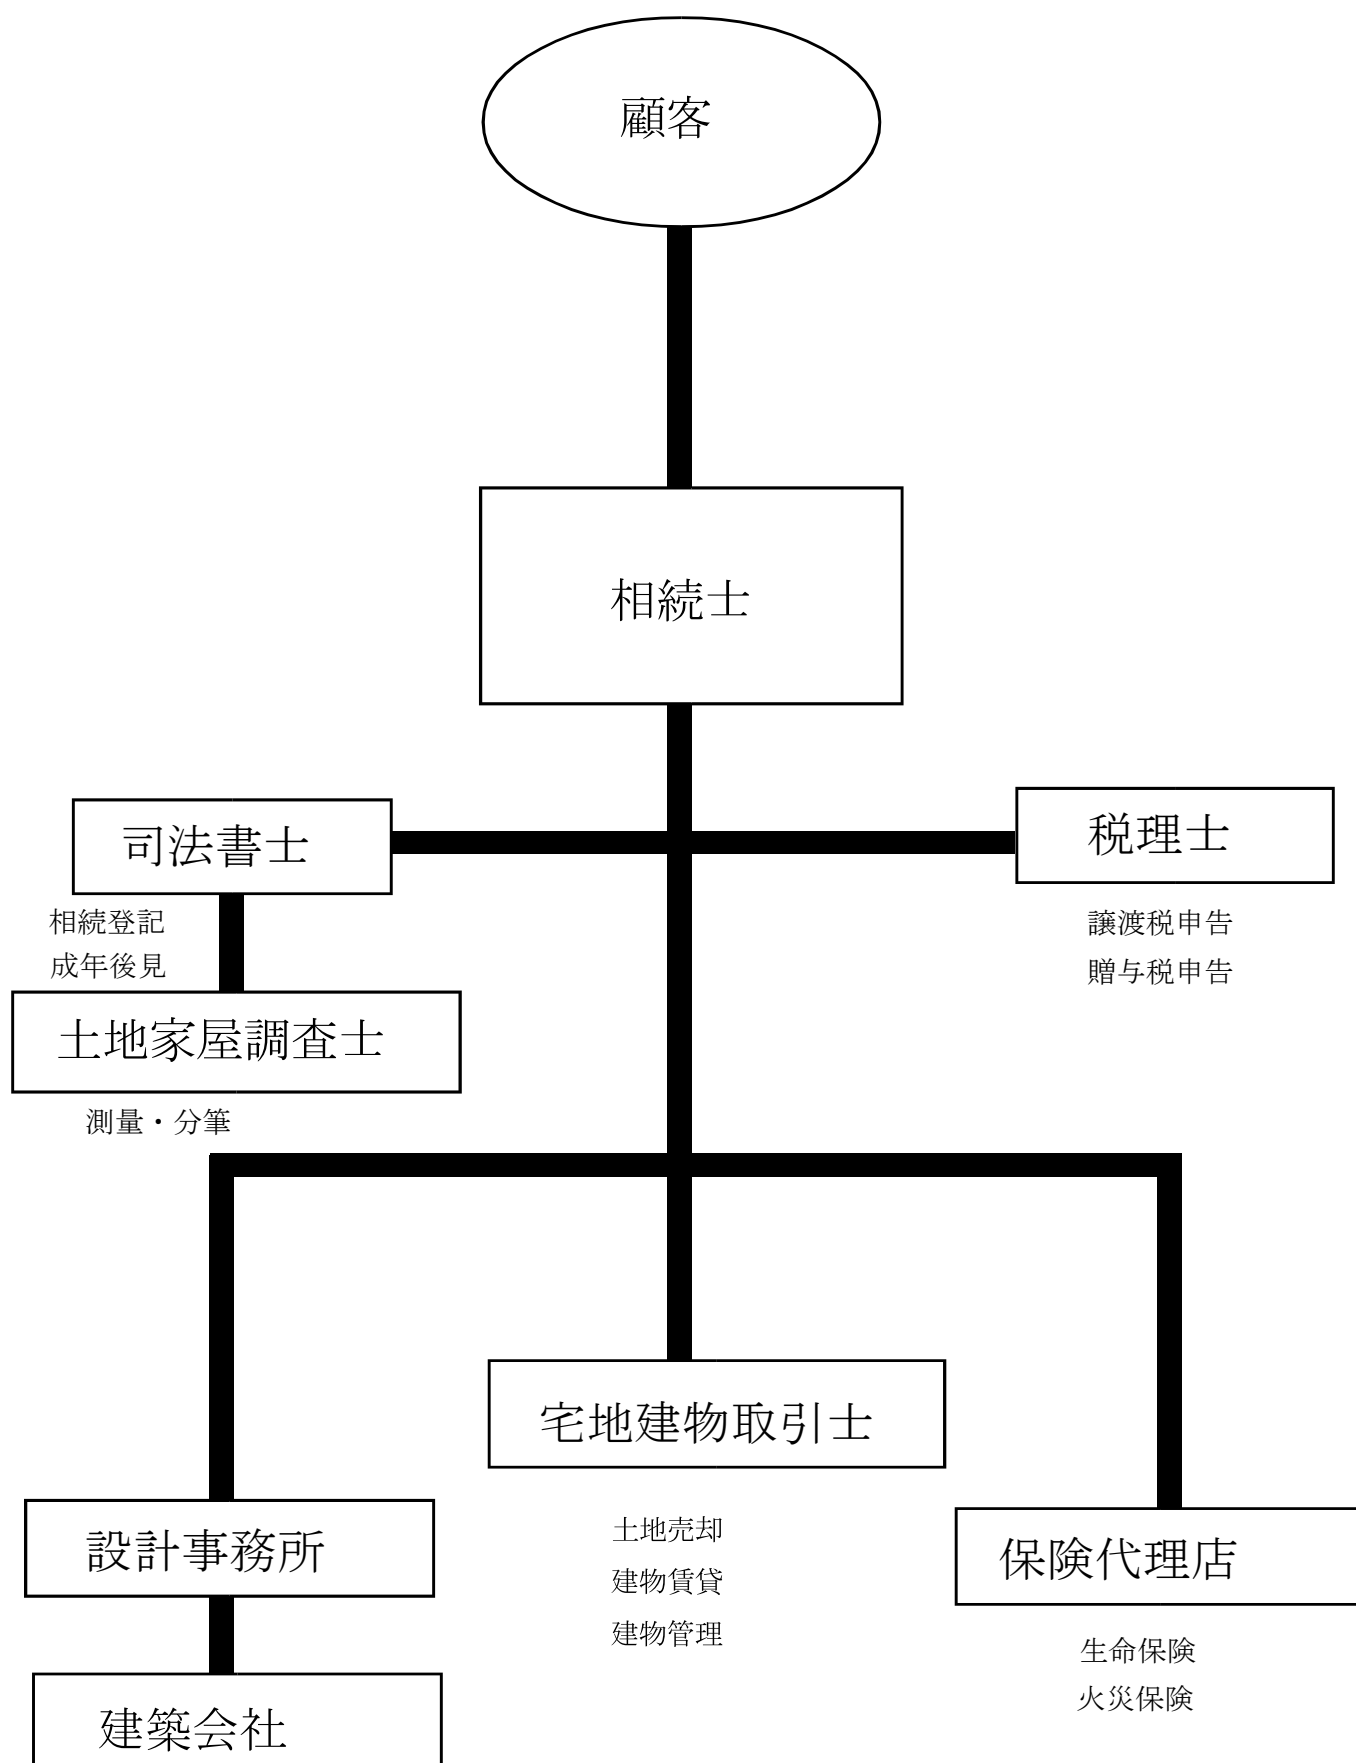 顧客
相続士
司法書士
税理士
相続登記
成年後見
譲渡税申告
贈与税申告
土地家屋調査士
測量・分筆
宅地建物取引士
土地売却
建物賃貸
建物管理
設計事務所
保険代理店
生命保険
火災保険
建築会社